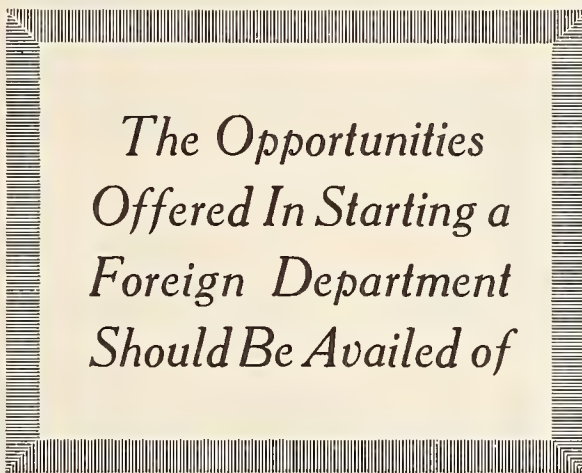 The Opportunities
Offered In Starting a
Foreign Department
Should Be Availed of